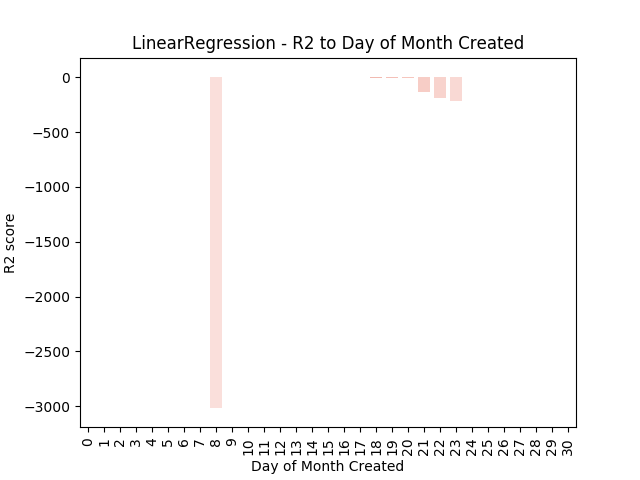 LinearRegression - R2 to Day of Month Created
R2 score
0
−500
−1000
−1500
−2000
−2500
−3000
0 1 2 3 4 5 6 7 8 9 10 11 12 13 14 15 16 17 18 19 20 21 22 23 24 25 26 27 28 29 30
Day of Month Created